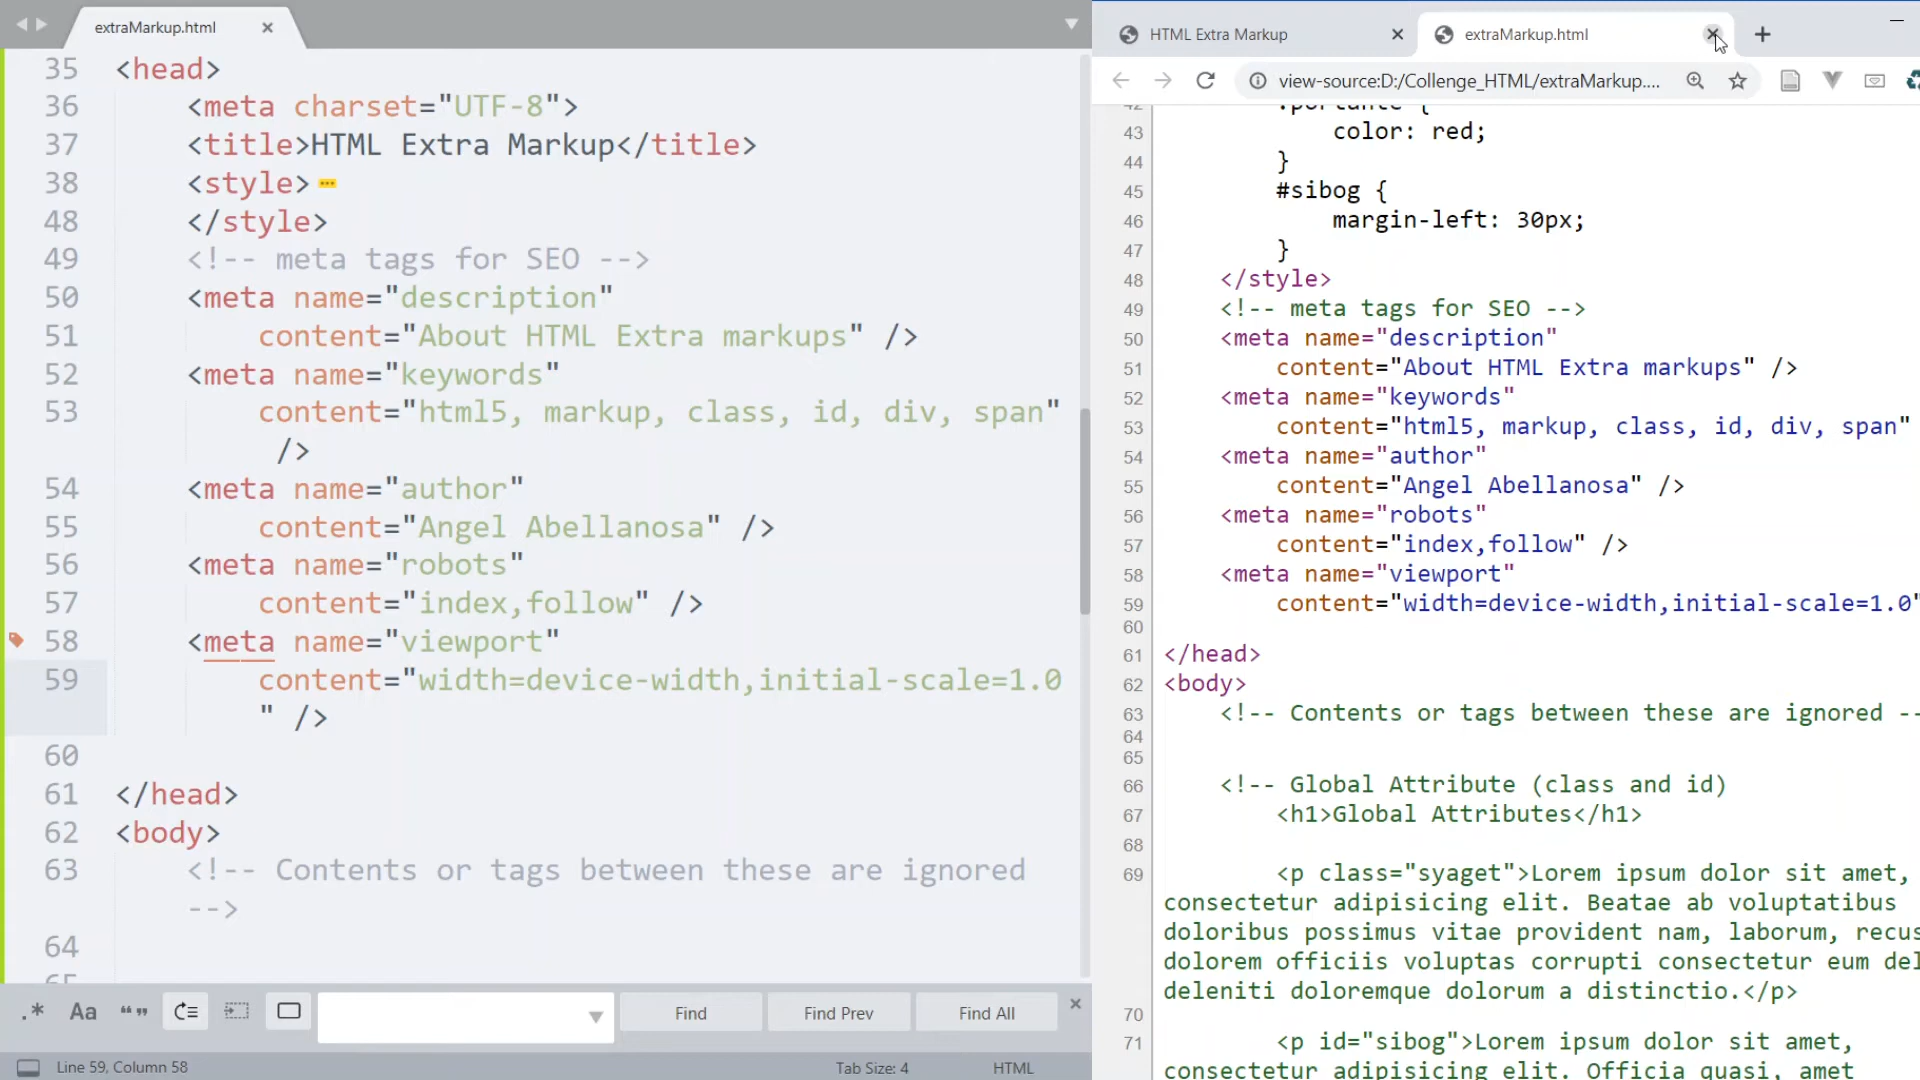 extraMarkup.html
35 <head>
36 <meta charset="UTF-8">
37 <title>HTML Extra Markup</title>
38 <style>
48 </style>
49 <!-- meta tags for SEO -->
50 <meta name="description"
51 content="About HTML Extra markups" />
52 <meta name="keywords"
53 content="html5, markup, class, id, div, span"
/>
54 <meta name="author"
55 content="Angel Abellanosa" />
56 <meta name="robots"
57 content="index,follow" />
58 <meta name="viewport"
59 content="width=device-width,initial-scale=1.0
" />
60
61 </head>
62 <body>
63 <!-- Contents or tags between these are ignored
-->
64
65
.* Aa “” Find Find Prev Find All
Line 59, Column 58 Tab Size: 4 HTML
HTML Extra Markup extraMarkup.html
view-source:D:/Collenge_HTML/extraMarkup....
42 .portante {
43 color: red;
44 }
45 #sibog {
46 margin-left: 30px;
47 }
48 </style>
49 <!-- meta tags for SEO -->
50 <meta name="description"
51 content="About HTML Extra markups" />
52 <meta name="keywords"
53 content="html5, markup, class, id, div, span"
54 <meta name="author"
55 content="Angel Abellanosa" />
56 <meta name="robots"
57 content="index,follow" />
58 <meta name="viewport"
59 content="width=device-width,initial-scale=1.0"
60
61 </head>
62 <body>
63 <!-- Contents or tags between these are ignored --
64
65
66 <!-- Global Attribute (class and id)
67 <h1>Global Attributes</h1>
68
69 <p class="syaget">Lorem ipsum dolor sit amet,
consectetur adipisicing elit. Beatae ab voluptatibus
doloribus possimus vitae provident nam, laborum, recus
dolorem officiis voluptas corrupti consectetur eum del
deleniti doloremque dolorum a distinctio.</p>
70
71 <p id="sibog">Lorem ipsum dolor sit amet,
consectetur adipisicing elit. Officia quasi, amet